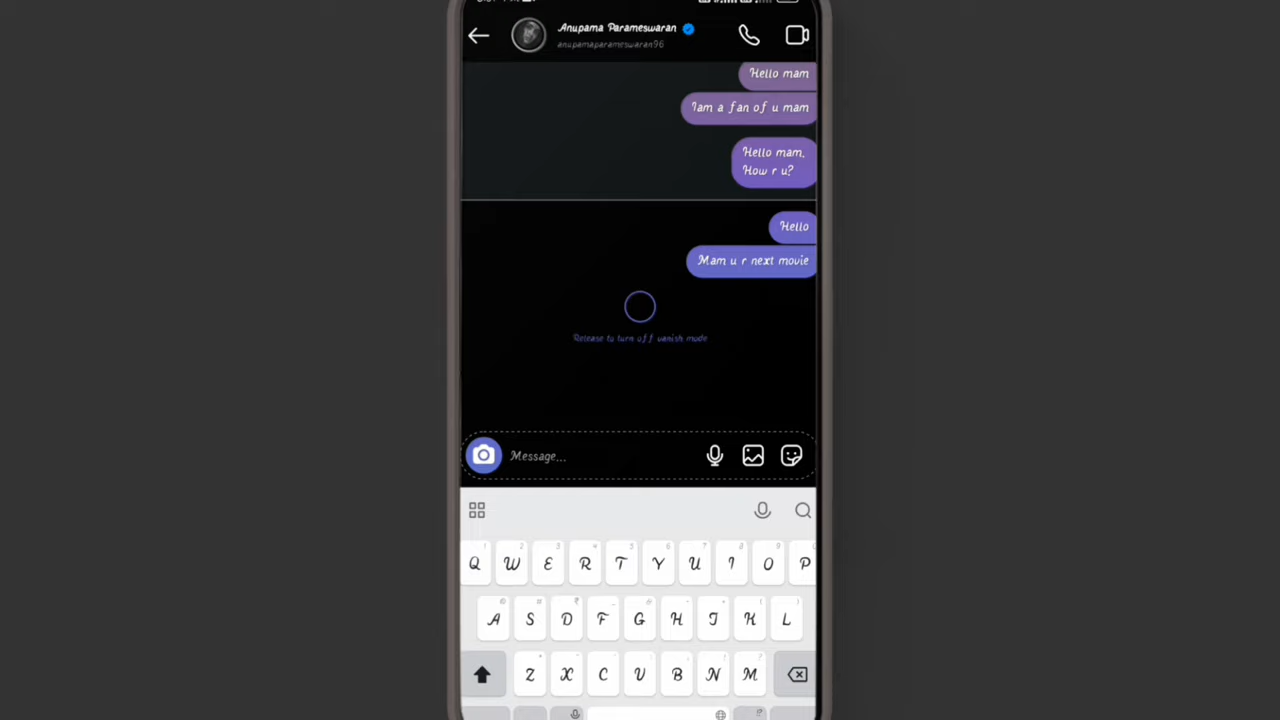 Anupama Parameswaran
anupamaparameswaran96
Hello mam
Iam a fan of u mam
Hello mam,
How r u?
Hello
Mam u r next movie
Release to turn off vanish mode
Message...
Q W E R T Y U I O P
A S D F G H J K L
Z X C V B N M